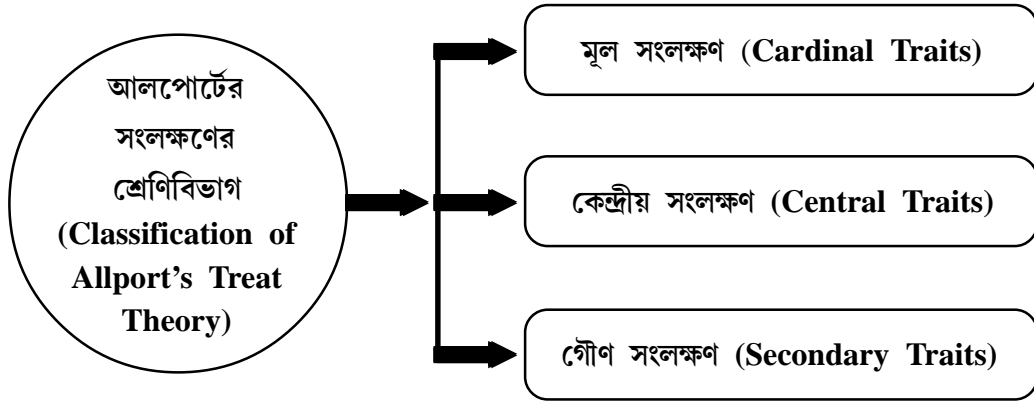 আলপোর্টের
সংলক্ষণের
শ্রেণিবিভাগ
(Classification of
Allport's Treat
Theory)
মূল সংলক্ষণ (Cardinal Traits)
কেন্দ্রীয় সংলক্ষণ (Central Traits)
গৌণ সংলক্ষণ (Secondary Traits)